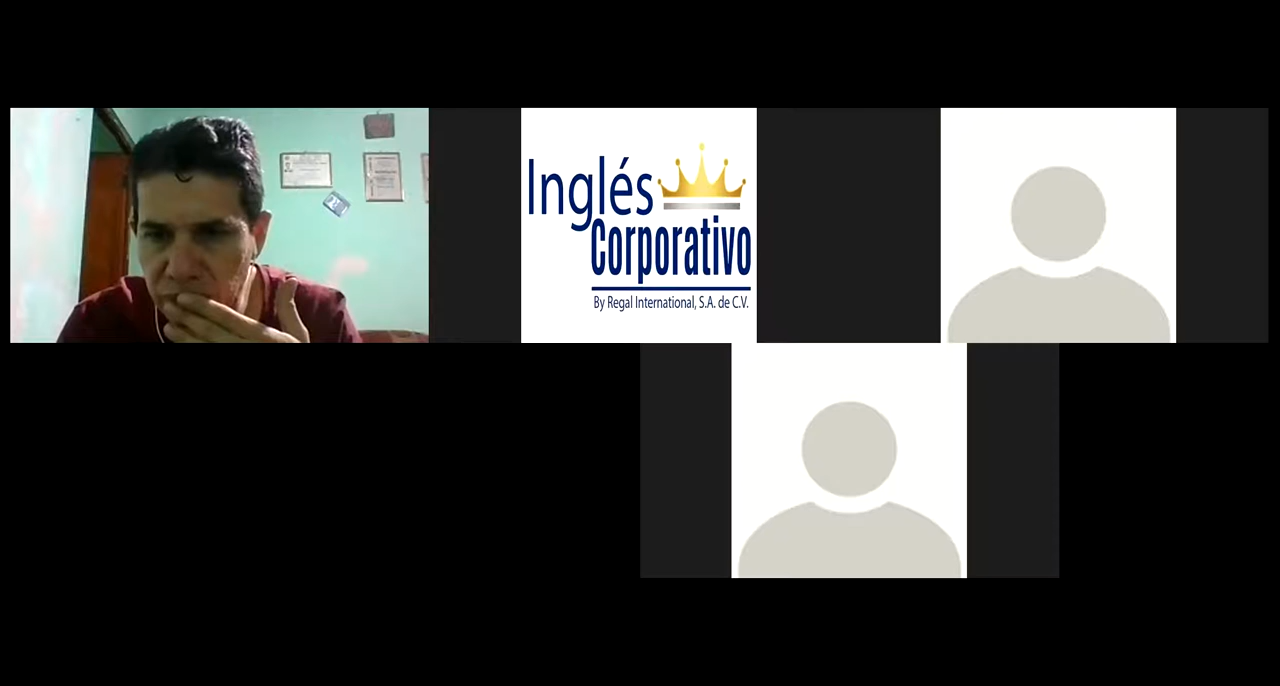 Inglés
Corporativo
By Regal International, S.A. de C.V.